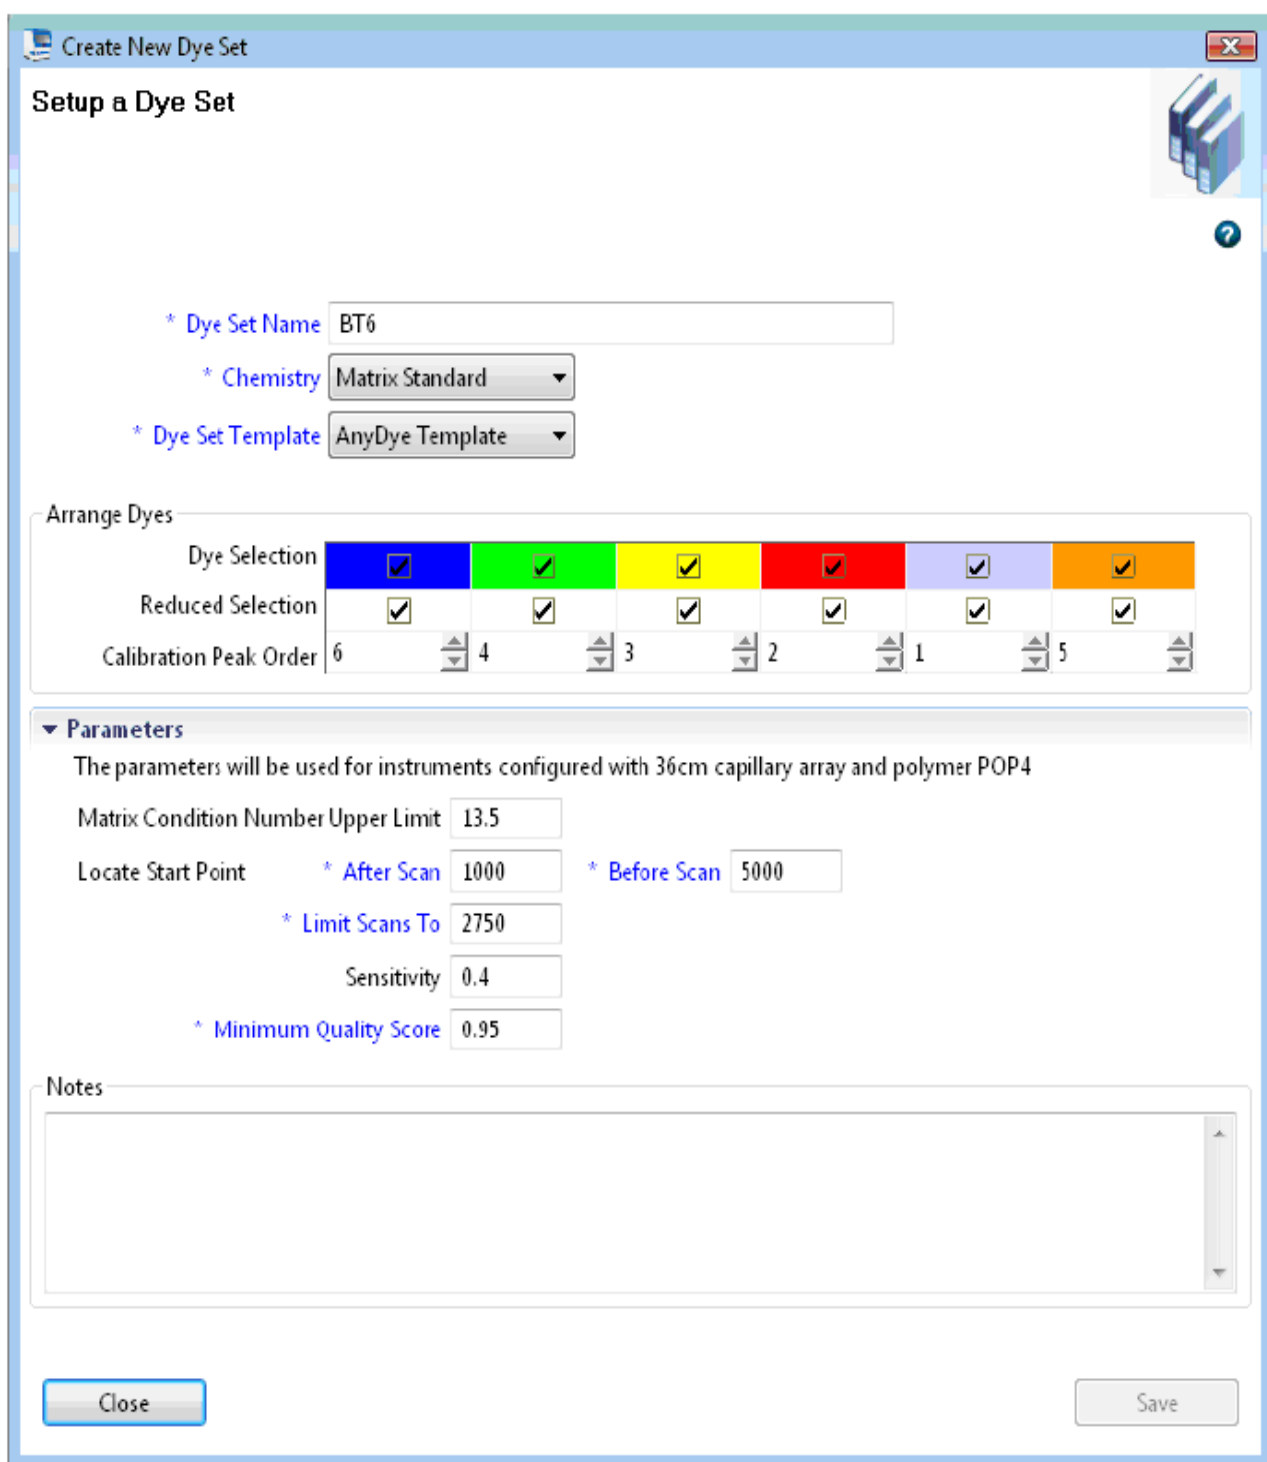 Create New Dye Set
Setup a Dye Set
?
* Dye Set Name BT6
* Chemistry Matrix Standard
* Dye Set Template AnyDye Template
Arrange Dyes
Dye Selection
Reduced Selection
Calibration Peak Order 6 4 3 2 1 5
Parameters
The parameters will be used for instruments configured with 36cm capillary array and polymer POP4
Matrix Condition Number Upper Limit 13.5
Locate Start Point * After Scan 1000 * Before Scan 5000
* Limit Scans To 2750
Sensitivity 0.4
* Minimum Quality Score 0.95
Notes
Close Save